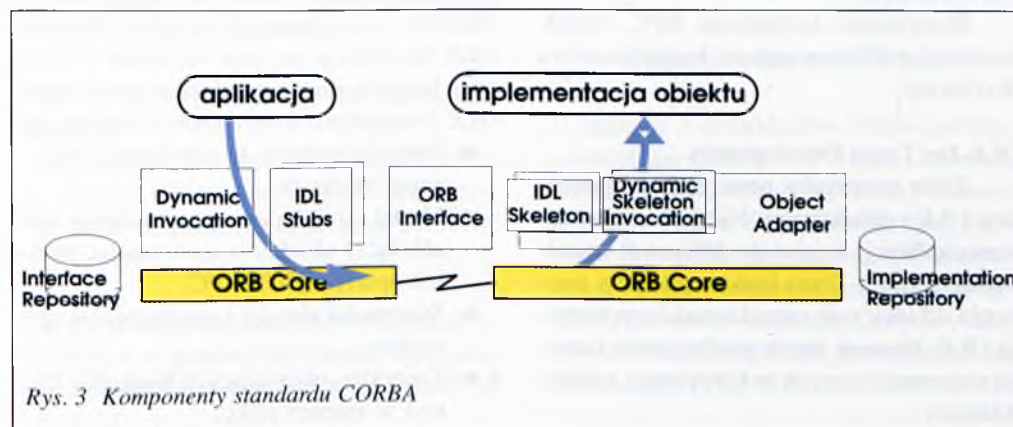 aplikacja
implementacja obiektu
Dynamic
Invocation
IDL
Stubs
ORB
Interface
IDL
Skeleton
Dynamic
Skeleton
Invocation
Object
Adapter
Interface
Repository
ORB Core
ORB Core
Implementation
Repository
Rys. 3 Komponenty standardu CORBA